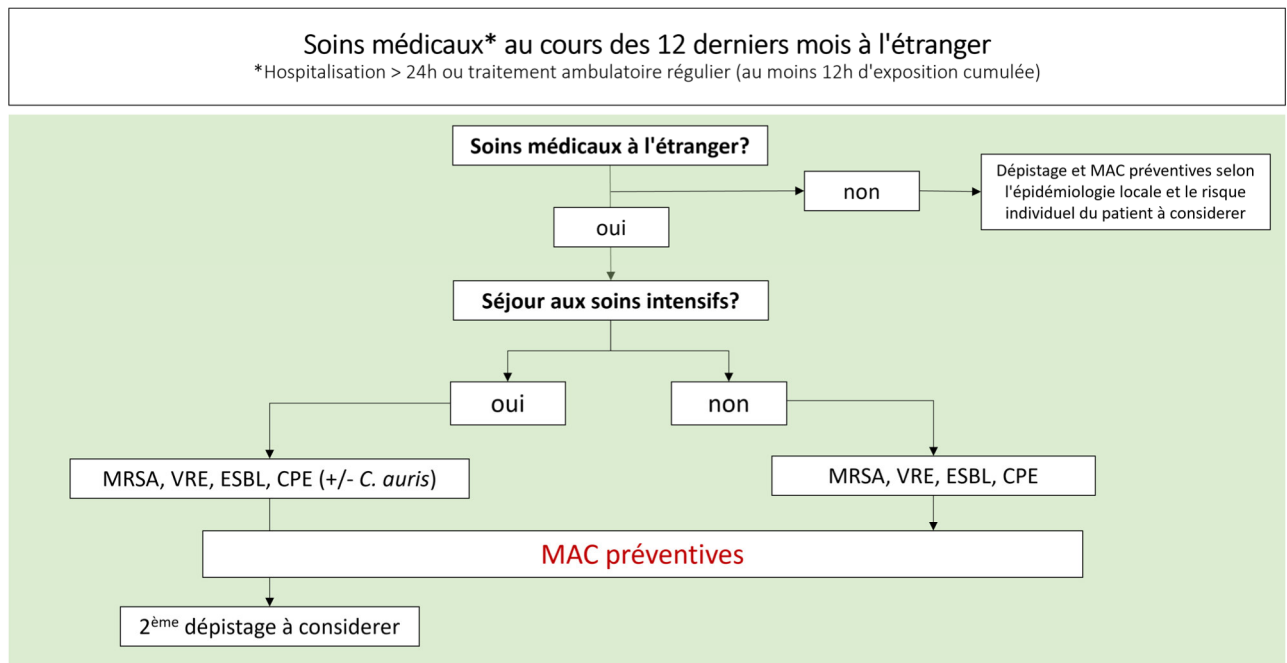 Soins médicaux* au cours des 12 derniers mois à l'étranger
*Hospitalisation > 24h ou traitement ambulatoire régulier (au moins 12h d'exposition cumulée)
Soins médicaux à l'étranger?
non
Dépistage et MAC préventives selon
l'épidémiologie locale et le risque
individuel du patient à considerer
oui
Séjour aux soins intensifs?
oui
non
MRSA, VRE, ESBL, CPE (+/- C. auris)
MRSA, VRE, ESBL, CPE
MAC préventives
2ème dépistage à considerer